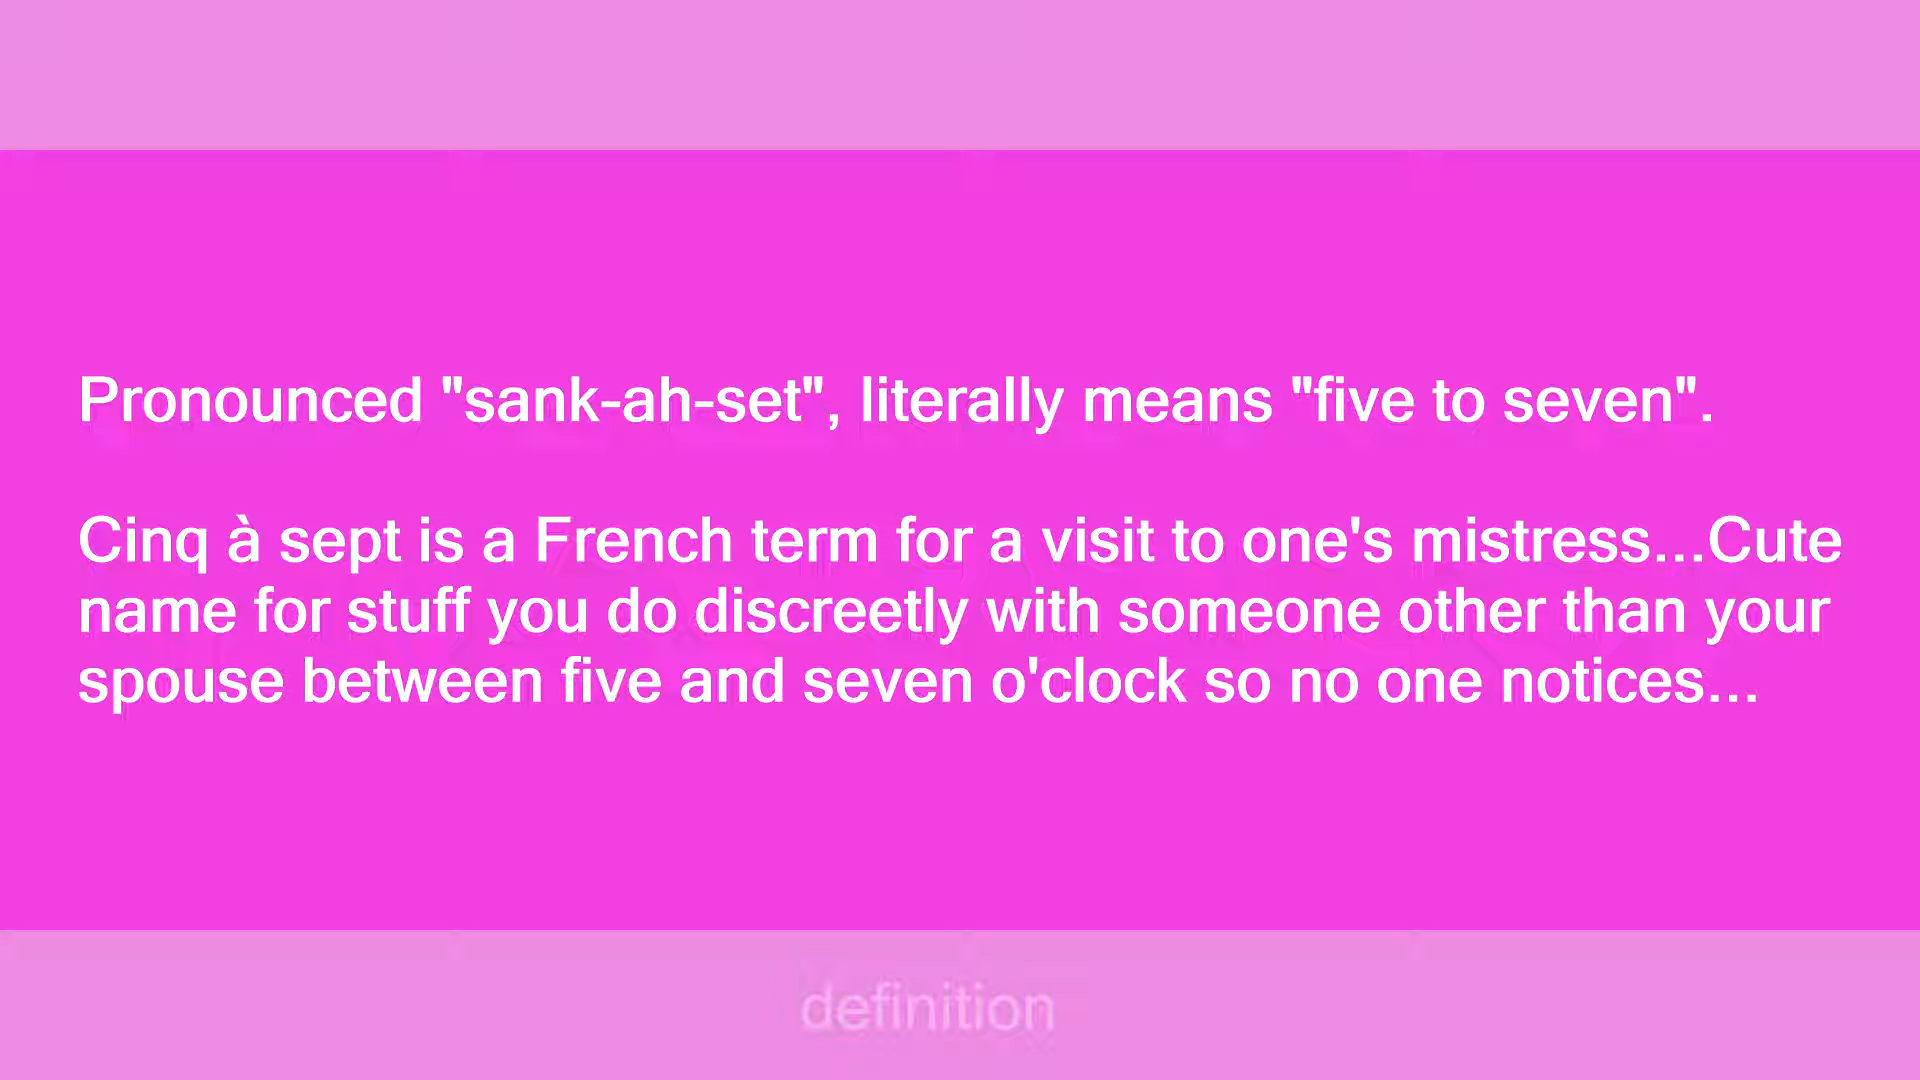 Pronounced "sank-ah-set", literally means "five to seven".
Cinq à sept is a French term for a visit to one's mistress...Cute
name for stuff you do discreetly with someone other than your
spouse between five and seven o'clock so no one notices...
definition